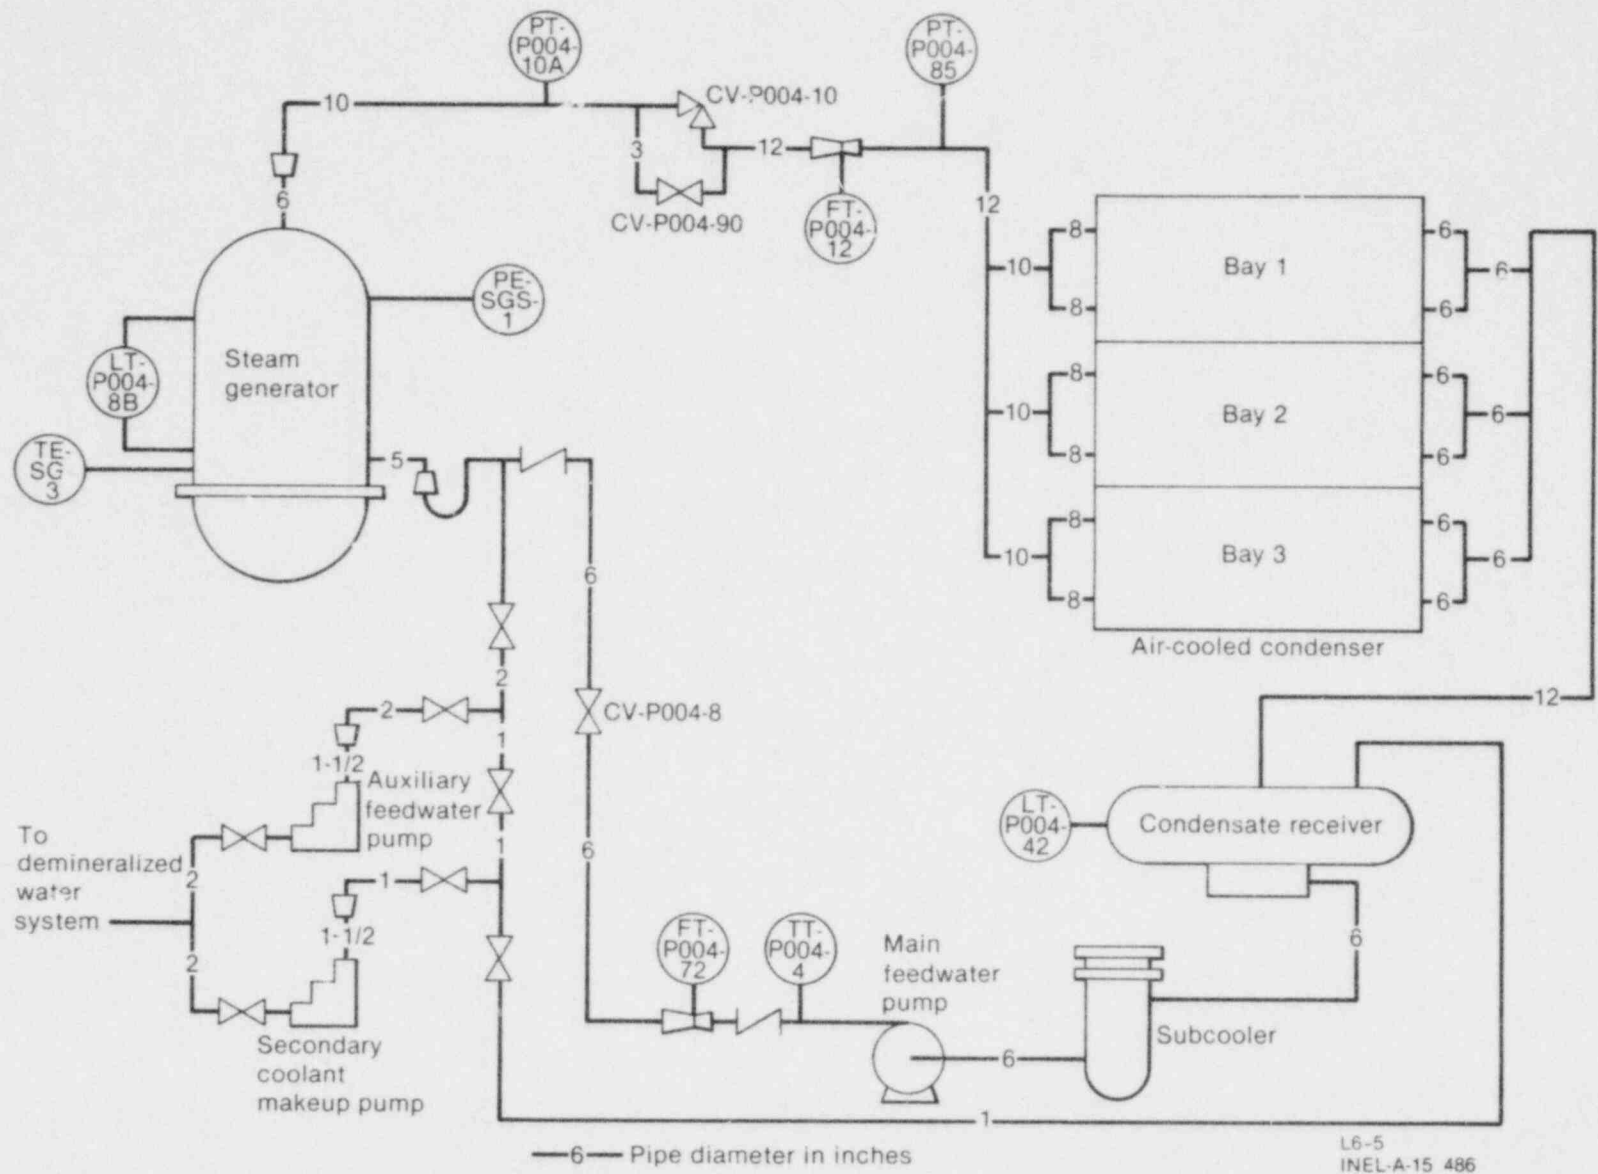 PT-
P004-
10A
PT-
P004-
85
10
CV-P004-10
3
12
6
CV-P004-90
FT-
P004-
12
12
8
6
Bay 1
10
6
8
6
PE-
SGS-
1
LT-
P004-
8B
Steam
generator
8
6
Bay 2
10
6
8
6
TE-
SG
3
5
8
6
Bay 3
10
6
8
6
6
Air-cooled condenser
2
12
2
CV-P004-8
1
1-1/2
Auxiliary
feedwater
pump
LT-
P004-
42
Condensate receiver
To
demineralized
water
system
2
1
6
1
1-1/2
2
FT-
P004-
72
TT-
P004-
4
Main
feedwater
pump
6
Subcooler
Secondary
coolant
makeup pump
6
1
6 Pipe diameter in inches
L6-5
INEL-A-15 486